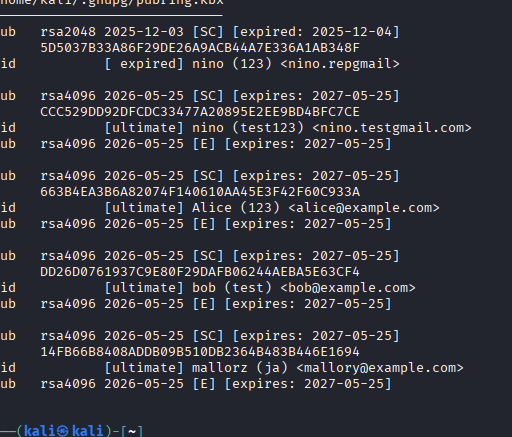 home/kali/.gnupg/pubring.kbx
ub   rsa2048 2025-12-03 [SC] [expired: 2025-12-04]
     5D5037B33A86F29DE26A9ACB44A7E336A1AB348F
id           [ expired] nino (123) <nino.repgmail>
ub   rsa4096 2026-05-25 [SC] [expires: 2027-05-25]
     CCC529DD92DFCDC33477A20895E2EE9BD4BFC7CE
id           [ultimate] nino (test123) <nino.testgmail.com>
ub   rsa4096 2026-05-25 [E] [expires: 2027-05-25]
ub   rsa4096 2026-05-25 [SC] [expires: 2027-05-25]
     663B4EA3B6A82074F140610AA45E3F42F60C933A
id           [ultimate] Alice (123) <alice@example.com>
ub   rsa4096 2026-05-25 [E] [expires: 2027-05-25]
ub   rsa4096 2026-05-25 [SC] [expires: 2027-05-25]
     DD26D0761937C9E80F29DAFB06244AEBA5E63CF4
id           [ultimate] bob (test) <bob@example.com>
ub   rsa4096 2026-05-25 [E] [expires: 2027-05-25]
ub   rsa4096 2026-05-25 [SC] [expires: 2027-05-25]
     14FB66B8408ADDB09B510DB2364B483B446E1694
id           [ultimate] mallorz (ja) <mallory@example.com>
ub   rsa4096 2026-05-25 [E] [expires: 2027-05-25]
──(kali㉿kali)-[~]